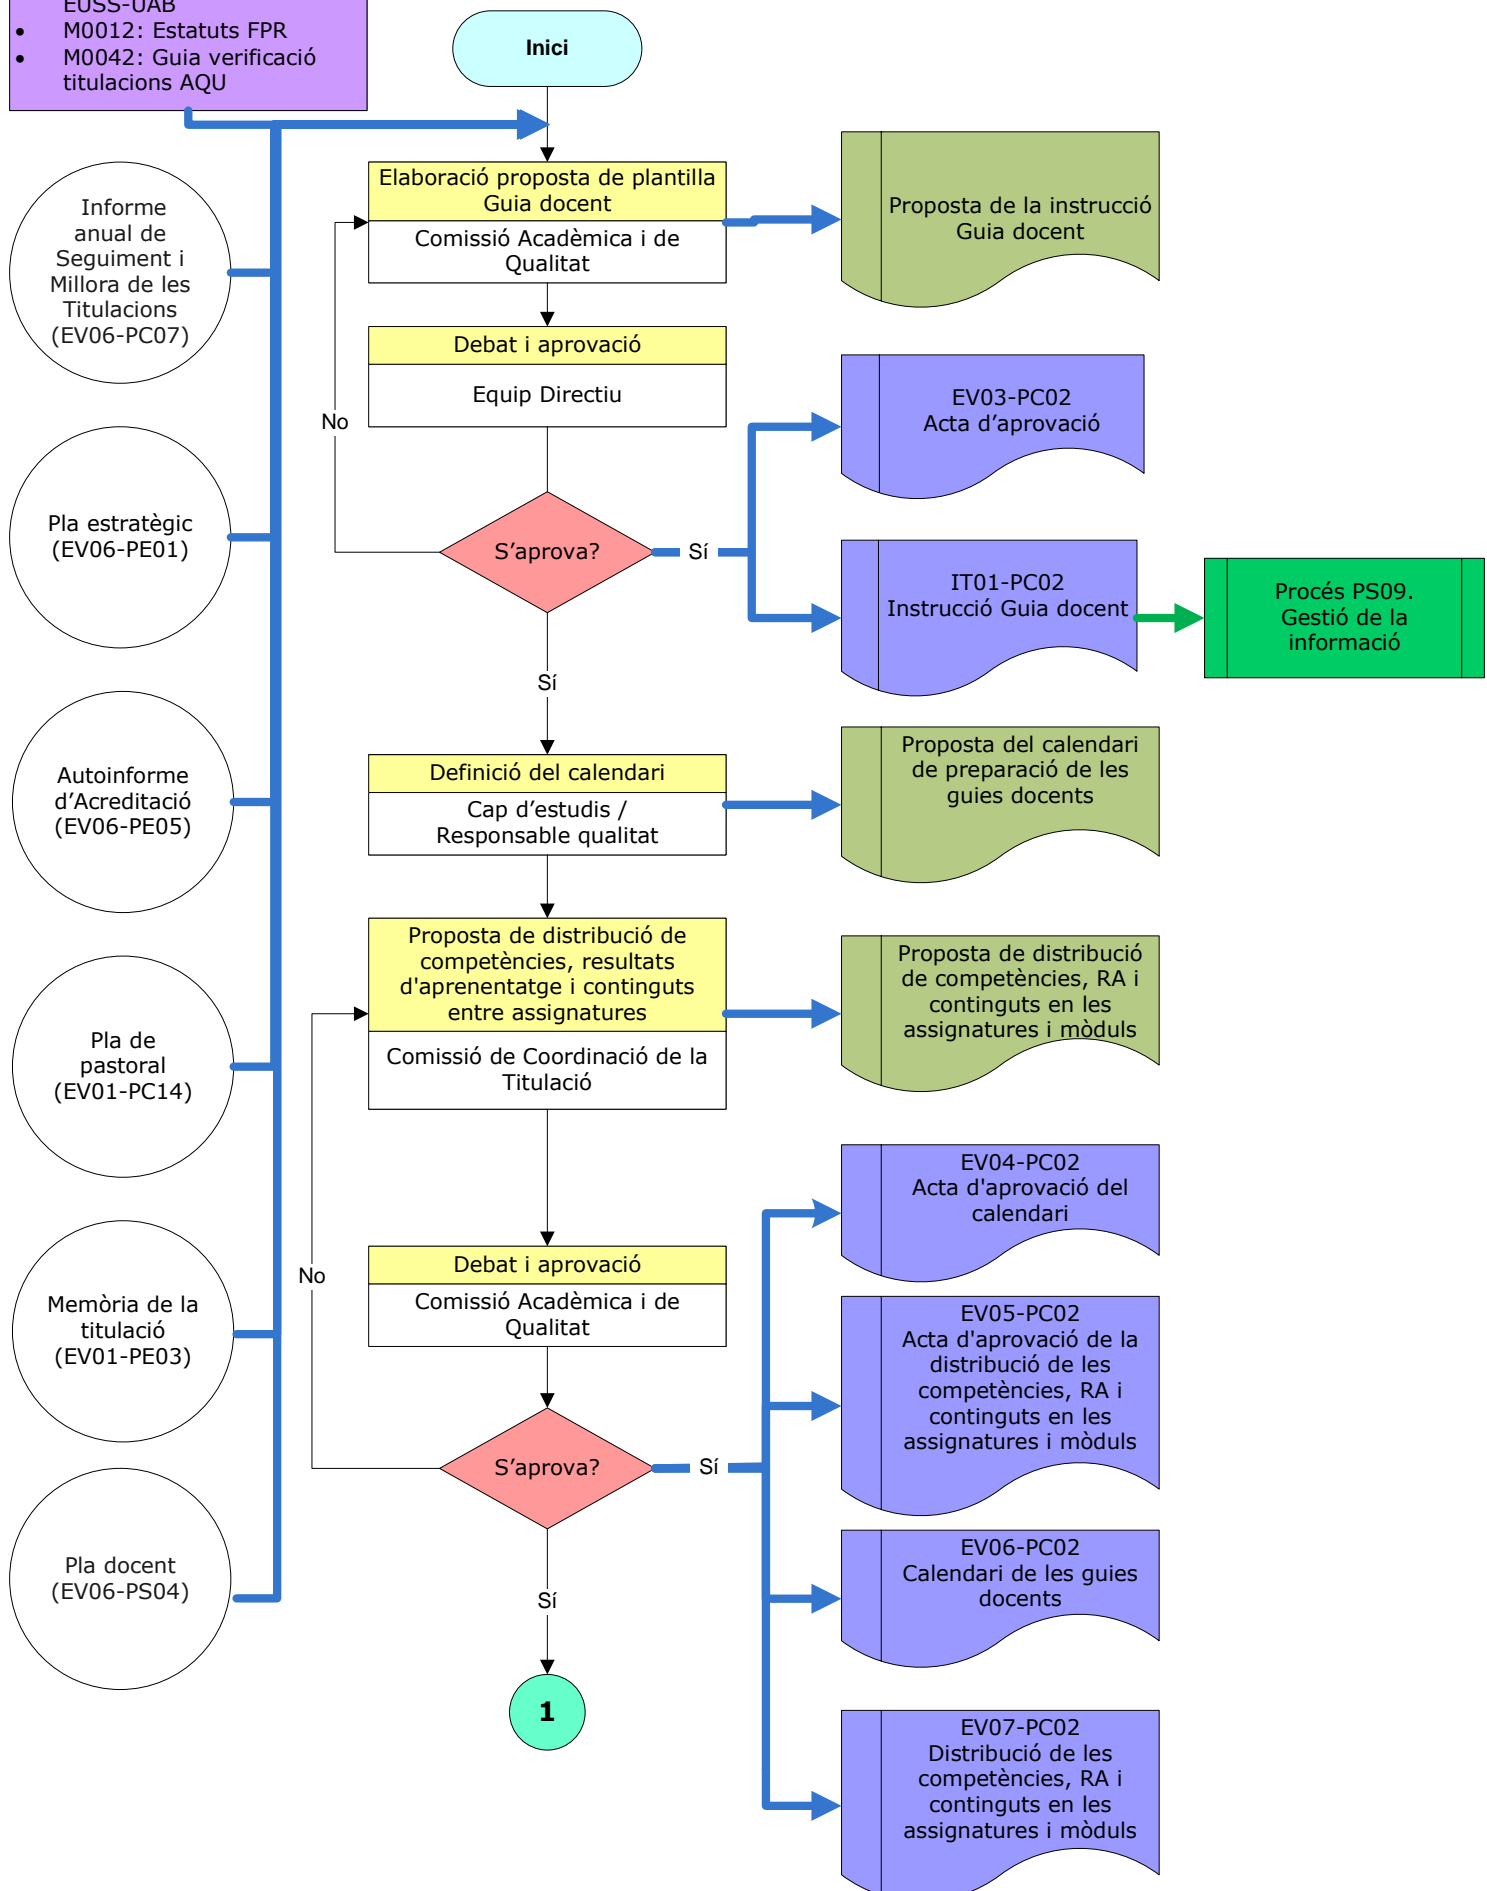 EUSS-UAB
• M0012: Estatuts FPR
• M0042: Guia verificació
titulacions AQU
Inici
Informe
anual de
Seguiment i
Millora de les
Titulacions
(EV06-PC07)
Pla estratègic
(EV06-PE01)
Autoinforme
d’Acreditació
(EV06-PE05)
Pla de
pastoral
(EV01-PC14)
Memòria de la
titulació
(EV01-PE03)
Pla docent
(EV06-PS04)
Elaboració proposta de plantilla
Guia docent
Comissió Acadèmica i de
Qualitat
Proposta de la instrucció
Guia docent
Debat i aprovació
Equip Directiu
No
S’aprova?
Sí
EV03-PC02
Acta d’aprovació
IT01-PC02
Instrucció Guia docent
Procés PS09.
Gestió de la
informació
Sí
Definició del calendari
Cap d’estudis /
Responsable qualitat
Proposta del calendari
de preparació de les
guies docents
Proposta de distribució de
competències, resultats
d'aprenentatge i continguts
entre assignatures
Comissió de Coordinació de la
Titulació
Proposta de distribució
de competències, RA i
continguts en les
assignatures i mòduls
No
Debat i aprovació
Comissió Acadèmica i de
Qualitat
S’aprova?
Sí
EV04-PC02
Acta d'aprovació del
calendari
EV05-PC02
Acta d'aprovació de la
distribució de les
competències, RA i
continguts en les
assignatures i mòduls
EV06-PC02
Calendari de les guies
docents
EV07-PC02
Distribució de les
competències, RA i
continguts en les
assignatures i mòduls
Sí
1